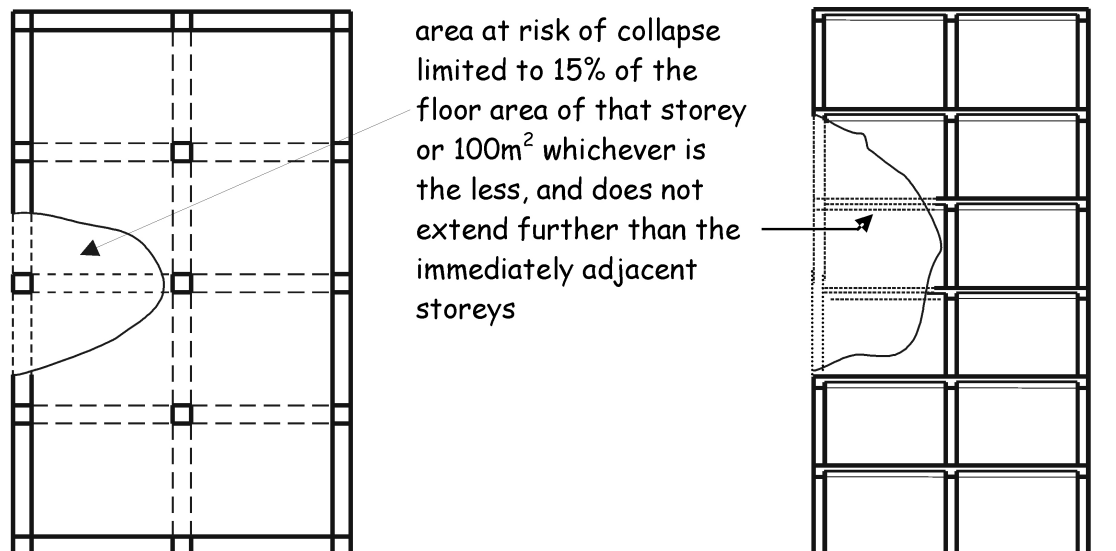 area at risk of collapse
limited to 15% of the
floor area of that storey
or 100m² whichever is
the less, and does not
extend further than the
immediately adjacent
storeys